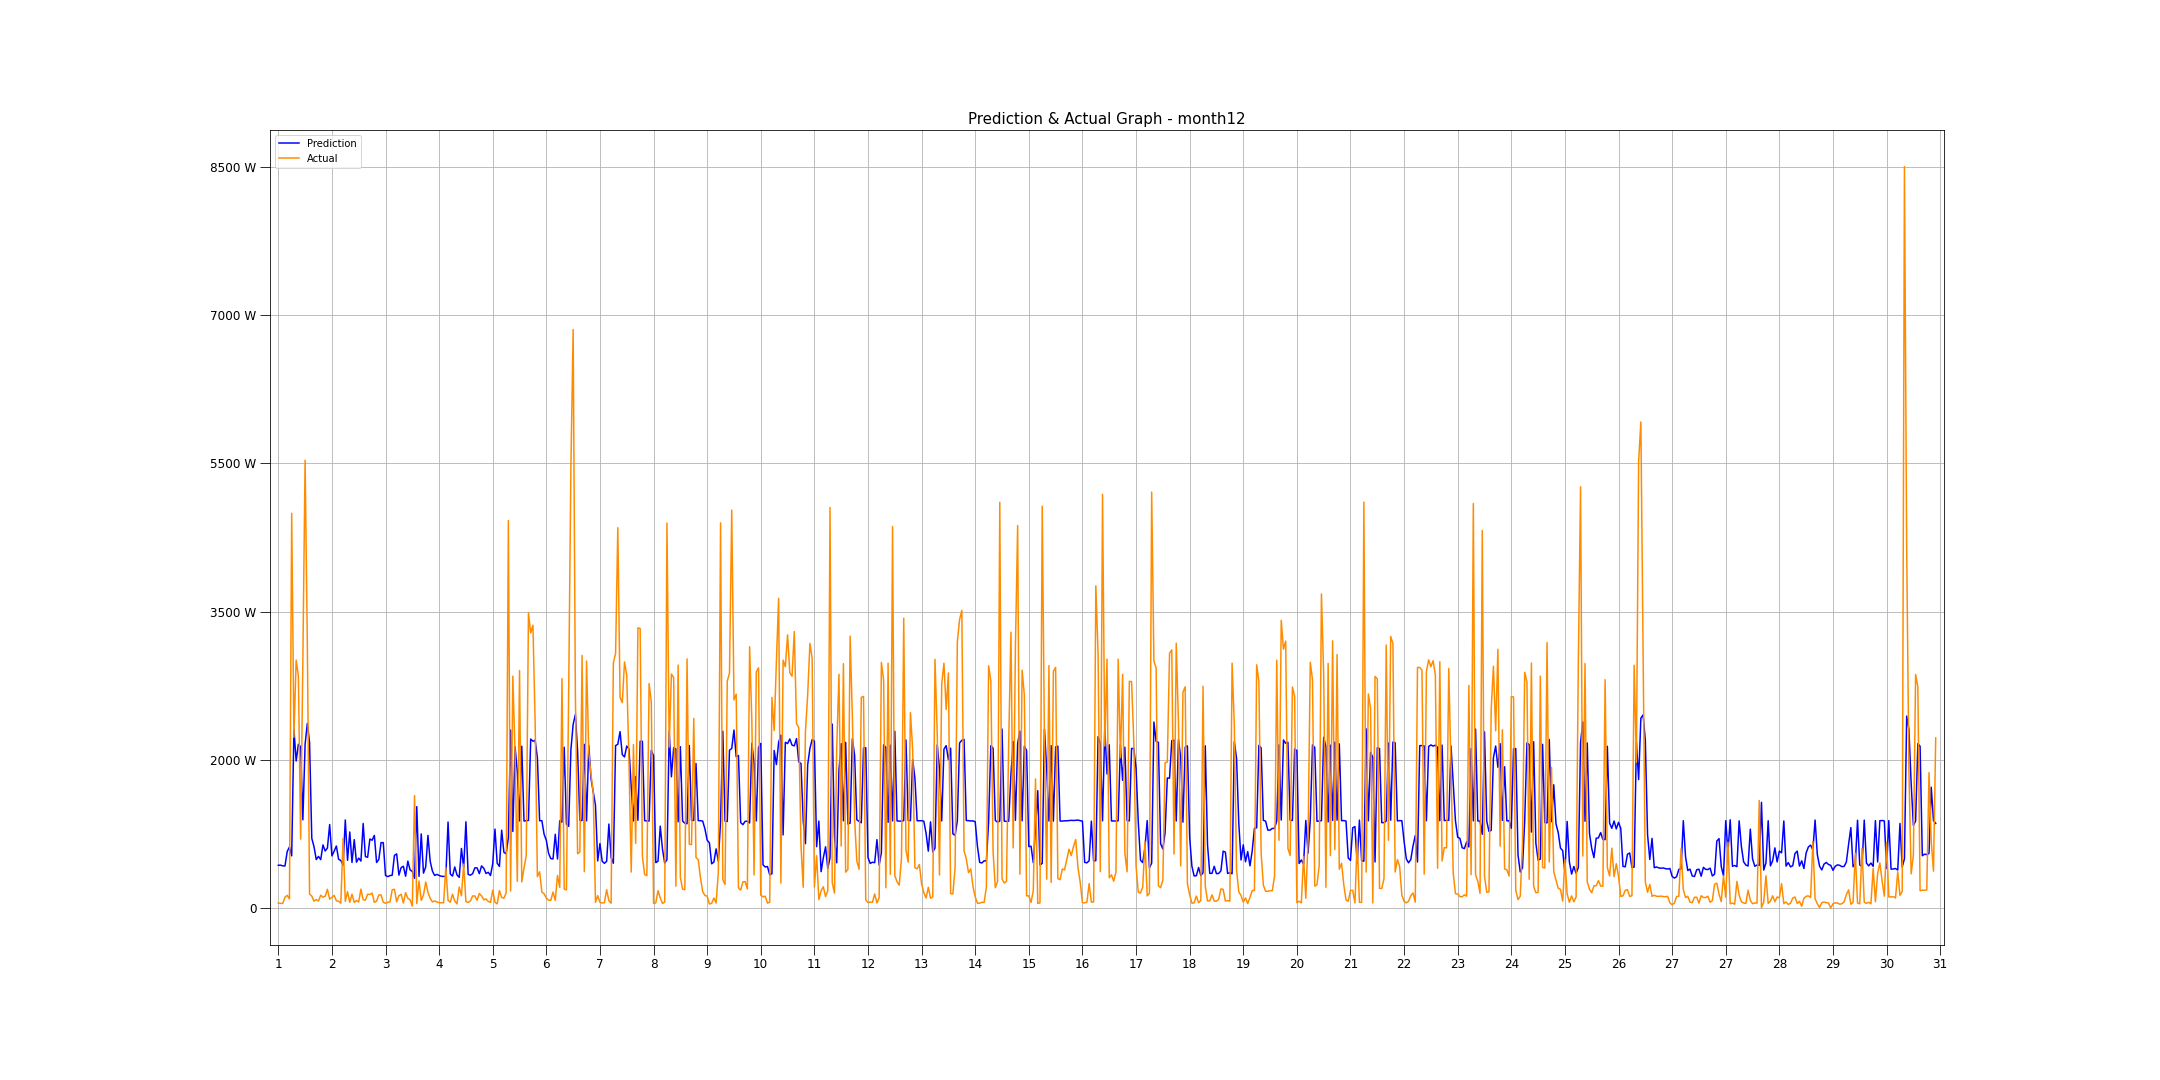 Prediction & Actual Graph - month12
Prediction
Actual
8500 W
7000 W
5500 W
3500 W
2000 W
0
1 2 3 4 5 6 7 8 9 10 11 12 13 14 15 16 17 18 19 20 21 22 23 24 25 26 27 27 28 29 30 31